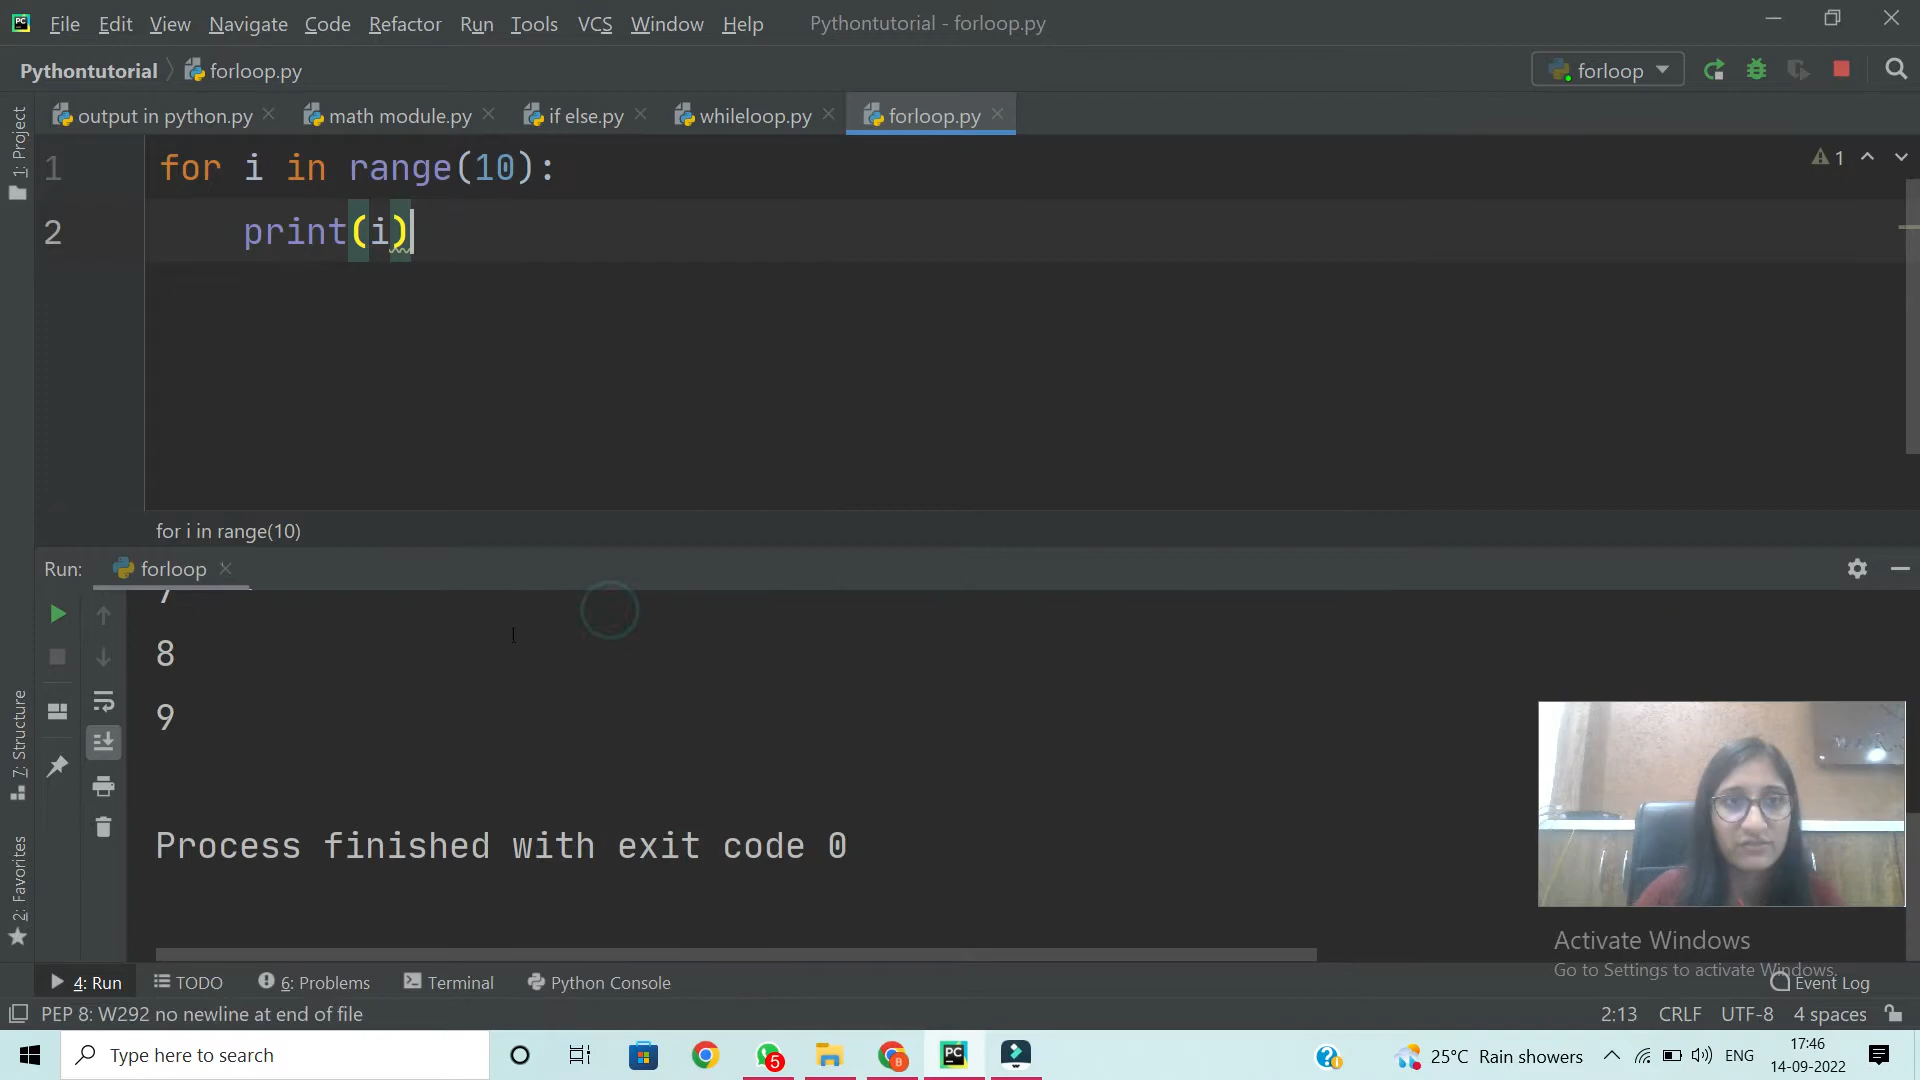 File Edit View Navigate Code Refactor Run Tools VCS Window Help Pythontutorial - forloop.py
Pythontutorial forloop.py forloop
output in python.py math module.py if else.py whileloop.py forloop.py
1 for i in range(10): 1
2 print(i)
for i in range(10)
Run: forloop
7
8
9
Process finished with exit code 0
1: Project
7: Structure
2: Favorites
Activate Windows
Go to Settings to activate Windows.
4: Run TODO 6: Problems Terminal Python Console Event Log
PEP 8: W292 no newline at end of file 2:13 CRLF UTF-8 4 spaces
Type here to search 5 PC 25°C Rain showers ENG 17:46
14-09-2022